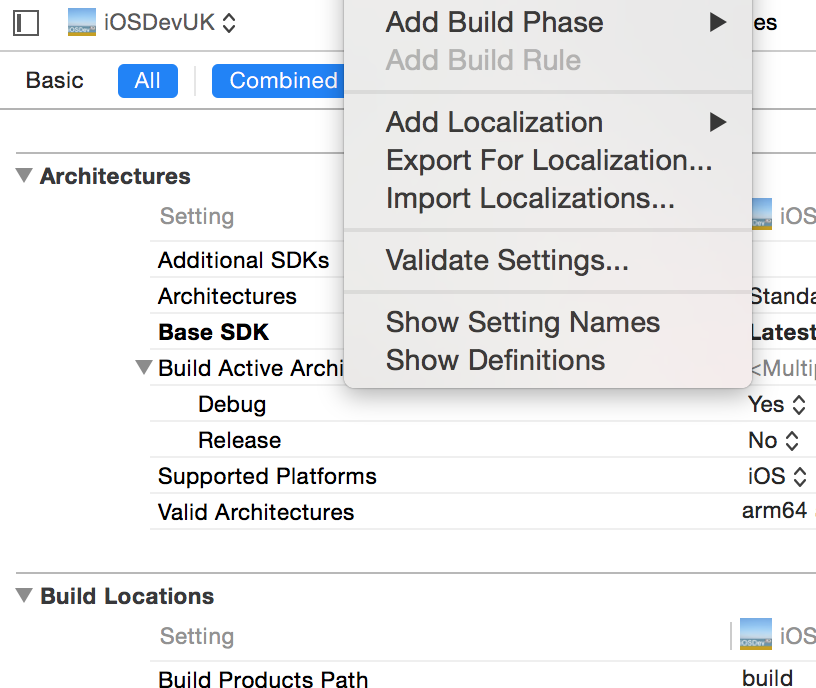 iOSDevUK
Add Build Phase
es
Add Build Rule
Basic
All
Combined
Add Localization
Export For Localization...
Import Localizations...
Architectures
Setting
iOS
Validate Settings...
Additional SDKs
Architectures
Standa
Show Setting Names
Base SDK
Latest
Show Definitions
Build Active Archi
<Multip
Debug
Yes
Release
No
Supported Platforms
iOS
Valid Architectures
arm64
Build Locations
Setting
iOS
Build Products Path
build